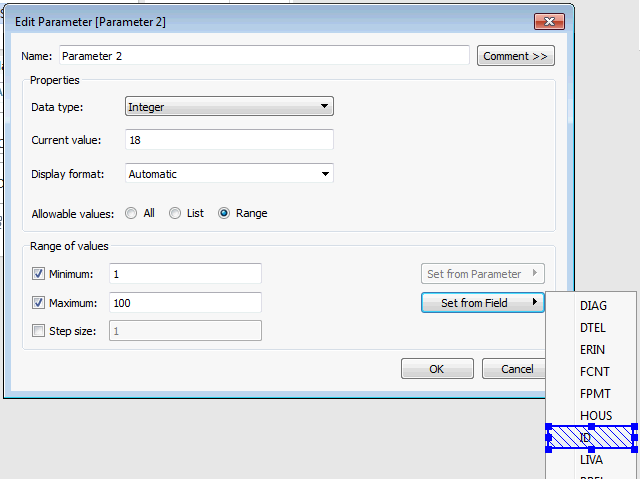 Edit Parameter [Parameter 2]
Name: Parameter 2 Comment >>
Properties
Data type: Integer
Current value: 18
Display format: Automatic
Allowable values: All List Range
Range of values
Minimum: 1 Set from Parameter
Maximum: 100 Set from Field
Step size: 1
OK Cancel
DIAG
DTEL
ERIN
FCNT
FPMT
HOUS
ID
LIVA